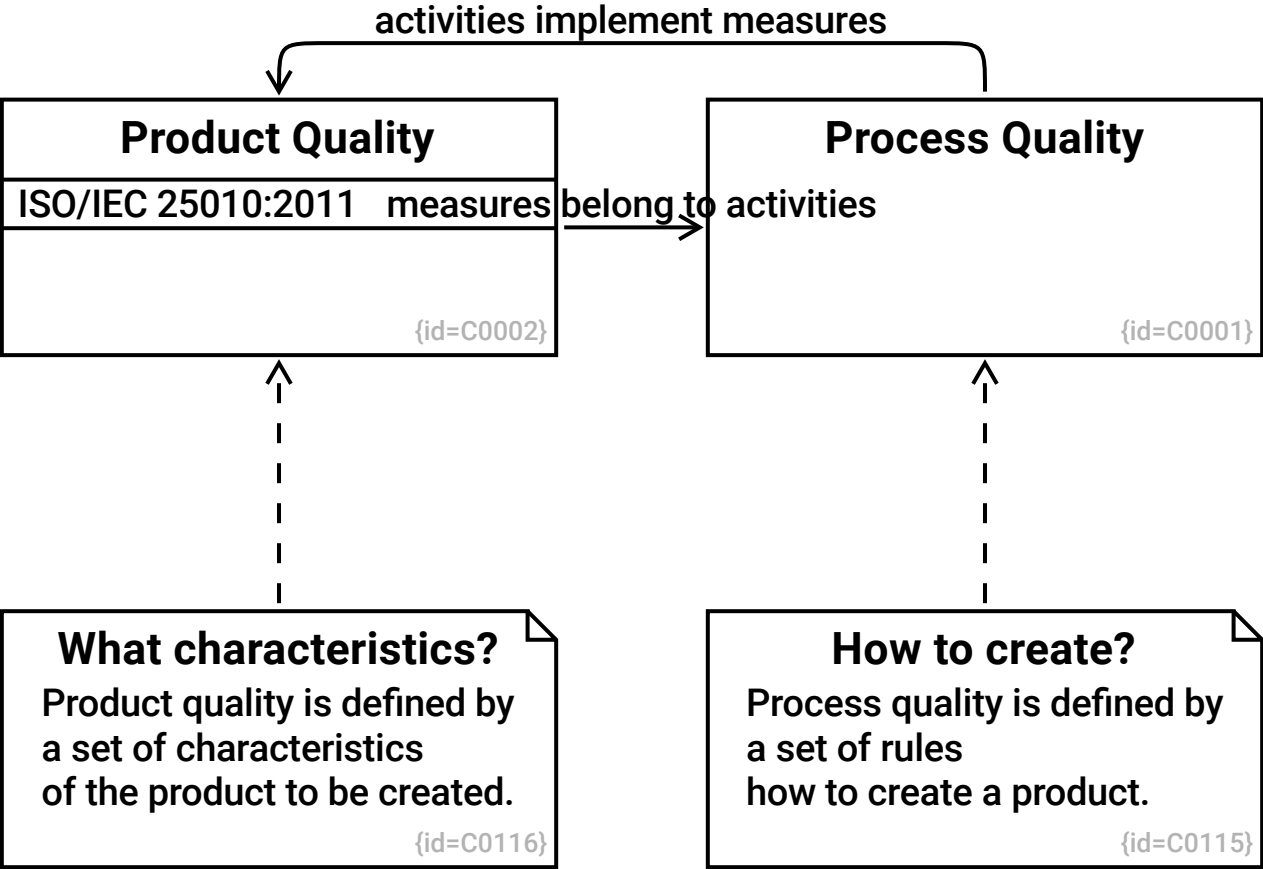 activities implement measures
Product Quality
Process Quality
ISO/IEC 25010:2011
measures belong to activities
{id=C0002}
{id=C0001}
What characteristics?
Product quality is defined by
a set of characteristics
of the product to be created.
{id=C0116}
How to create?
Process quality is defined by
a set of rules
how to create a product.
{id=C0115}